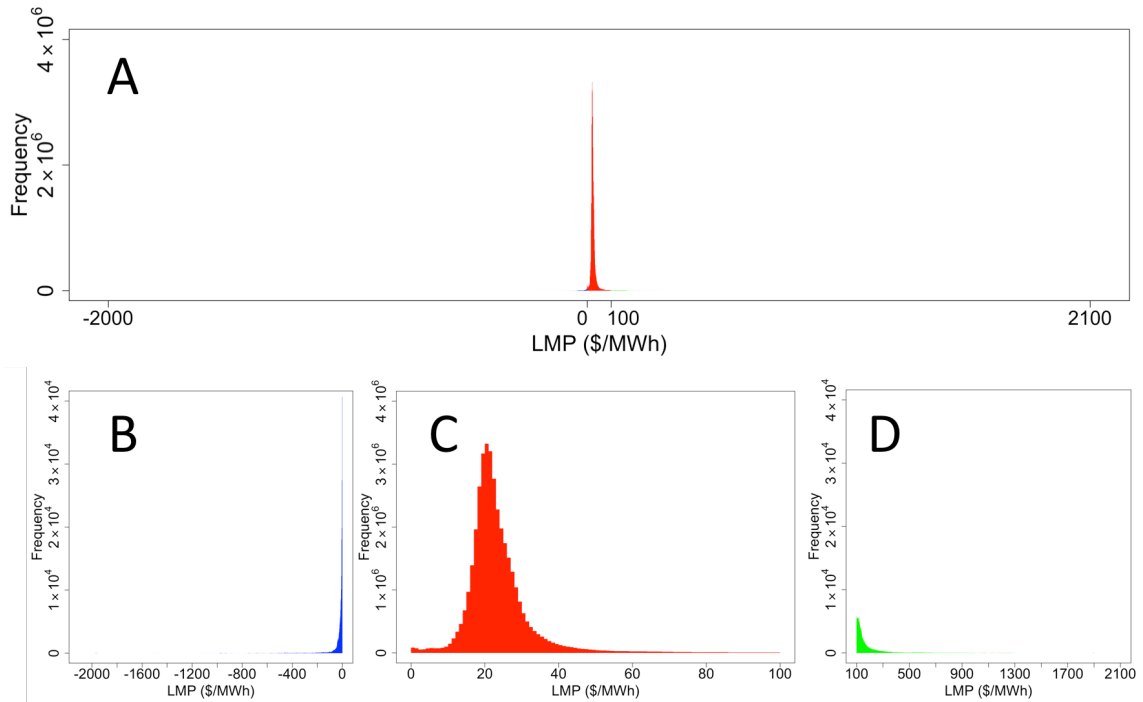 A
Frequency
4×10⁶
2×10⁶
0
-2000
0
100
2100
LMP ($/MWh)
B
Frequency
4×10⁴
3×10⁴
2×10⁴
1×10⁴
0
-2000 -1600 -1200 -800 -400 0
LMP ($/MWh)
C
Frequency
4×10⁶
3×10⁶
2×10⁶
1×10⁶
0
0 20 40 60 80 100
LMP ($/MWh)
D
Frequency
4×10⁴
3×10⁴
2×10⁴
1×10⁴
0
100 500 900 1300 1700 2100
LMP ($/MWh)